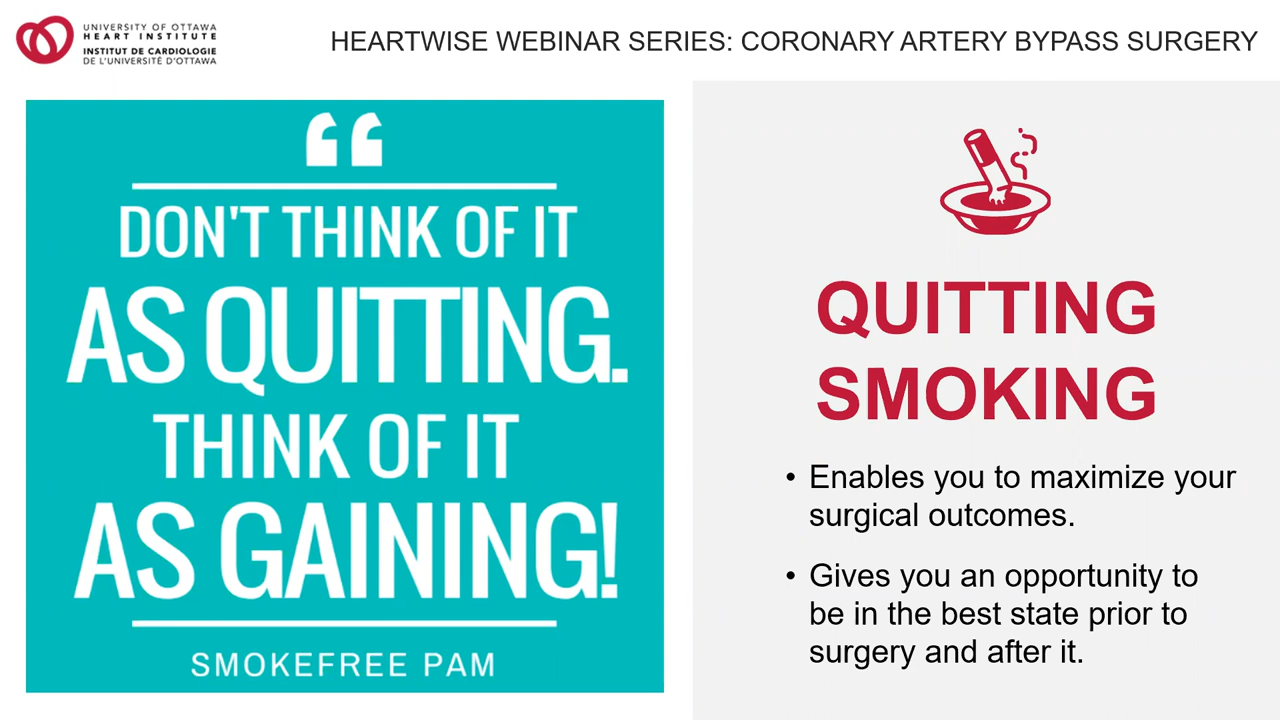 UNIVERSITY OF OTTAWA
HEART INSTITUTE
INSTITUT DE CARDIOLOGIE
DE L'UNIVERSITÉ D'OTTAWA
HEARTWISE WEBINAR SERIES: CORONARY ARTERY BYPASS SURGERY
“
DON'T THINK OF IT
AS QUITTING.
THINK OF IT
AS GAINING!
SMOKEFREE PAM
QUITTING
SMOKING
• Enables you to maximize your
surgical outcomes.
• Gives you an opportunity to
be in the best state prior to
surgery and after it.